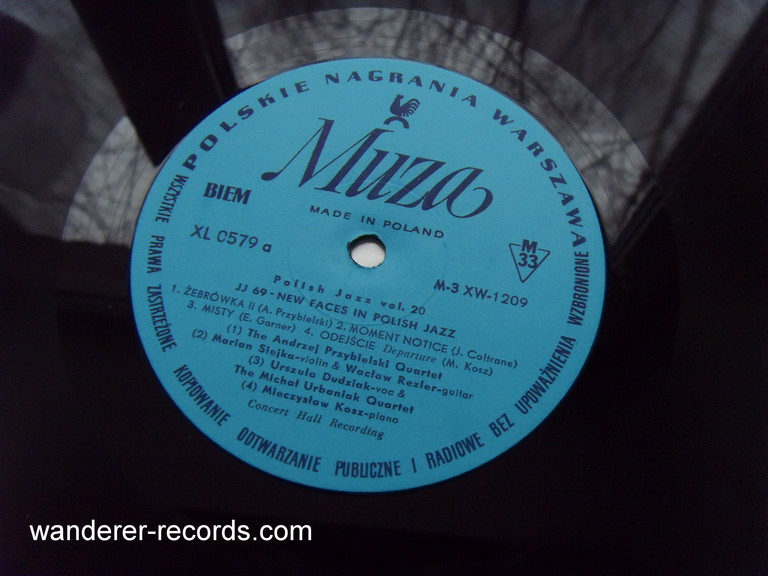 POLSKIE NAGRANIA WARSZAWA
Muza
MADE IN POLAND
BIEM
XL 0579 a
M
33
M-3 XW-1209
Polish Jazz vol. 20
JJ 69-NEW FACES IN POLISH JAZZ
1. ŻEBRÓWKA II (A. Przybielski) 2. MOMENT NOTICE (J. Coltrane)
3. MISTY (E. Garner) 4. ODEJŚCIE Departure (M. Kosz)
(1) The Andrzej Przybielski Quartet
(2) Marian Siejka-violin & Wacław Rezler-guitar
(3) Urszula Dudziak-voc &
The Michał Urbaniak Quartet
(4) Mieczysław Kosz-piano
Concert Hall Recording
WSZYSTKIE PRAWA ZASTRZEŻONE KOPIOWANIE ODTWARZANIE PUBLICZNE I RADIOWE BEZ UPOWAŻNIENIA WZBRONIONE
wanderer-records.com